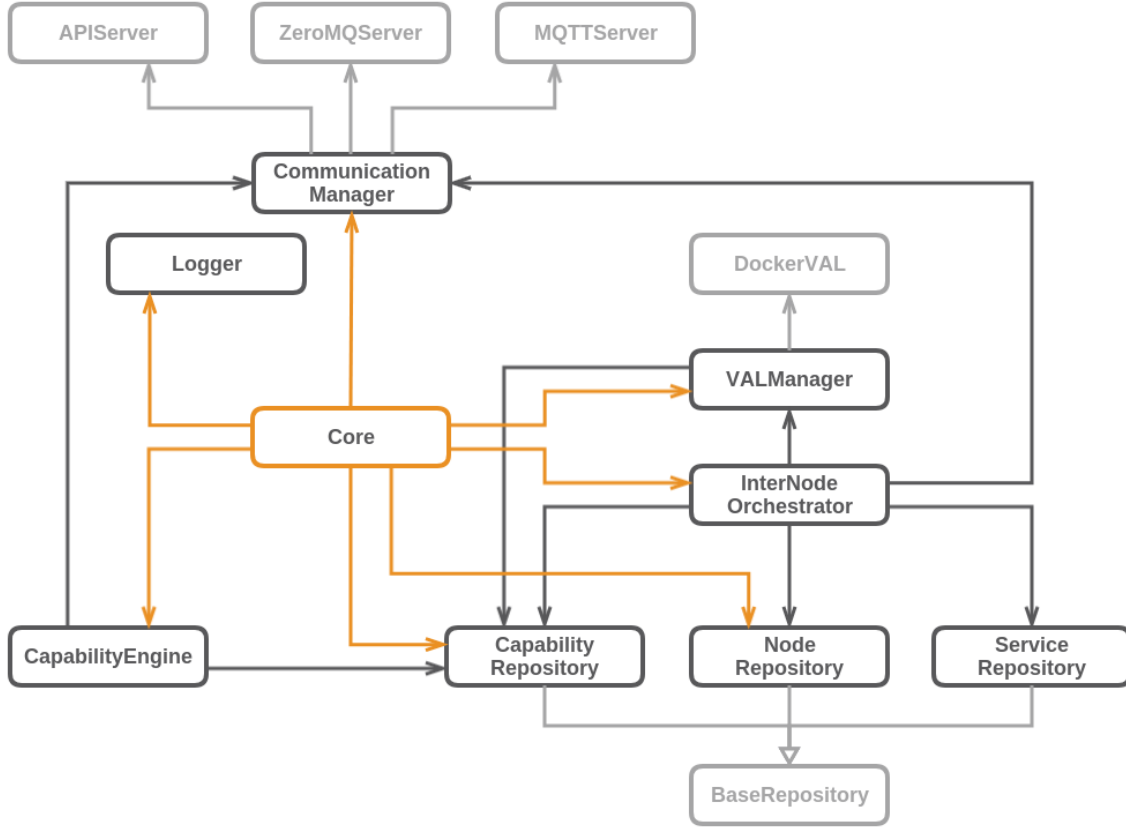 APIServer
ZeroMQServer
MQTTServer
Communication
Manager
Logger
DockerVAL
VALManager
Core
InterNode
Orchestrator
CapabilityEngine
Capability
Repository
Node
Repository
Service
Repository
BaseRepository